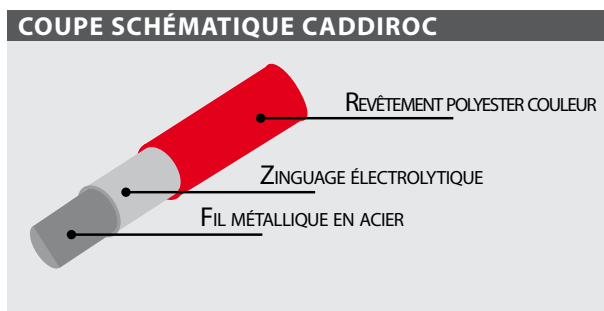 COUPE SCHÉMATIQUE CADDIROC
REVÊTEMENT POLYESTER COULEUR
ZINGUAGE ÉLECTROLYTIQUE
FIL MÉTALLIQUE EN ACIER